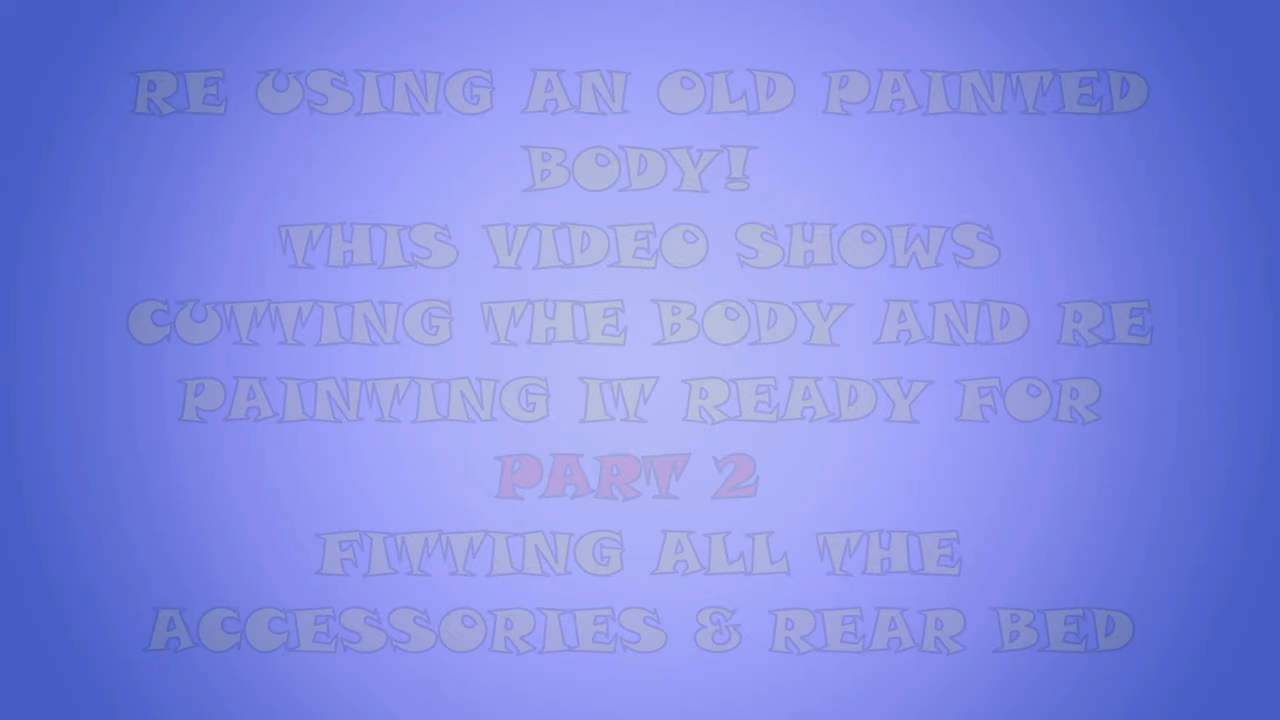 RE USING AN OLD PAINTED
BODY!
THIS VIDEO SHOWS
CUTTING THE BODY AND RE
PAINTING IT READY FOR
PART 2
FITTING ALL THE
ACCESSORIES & REAR BED